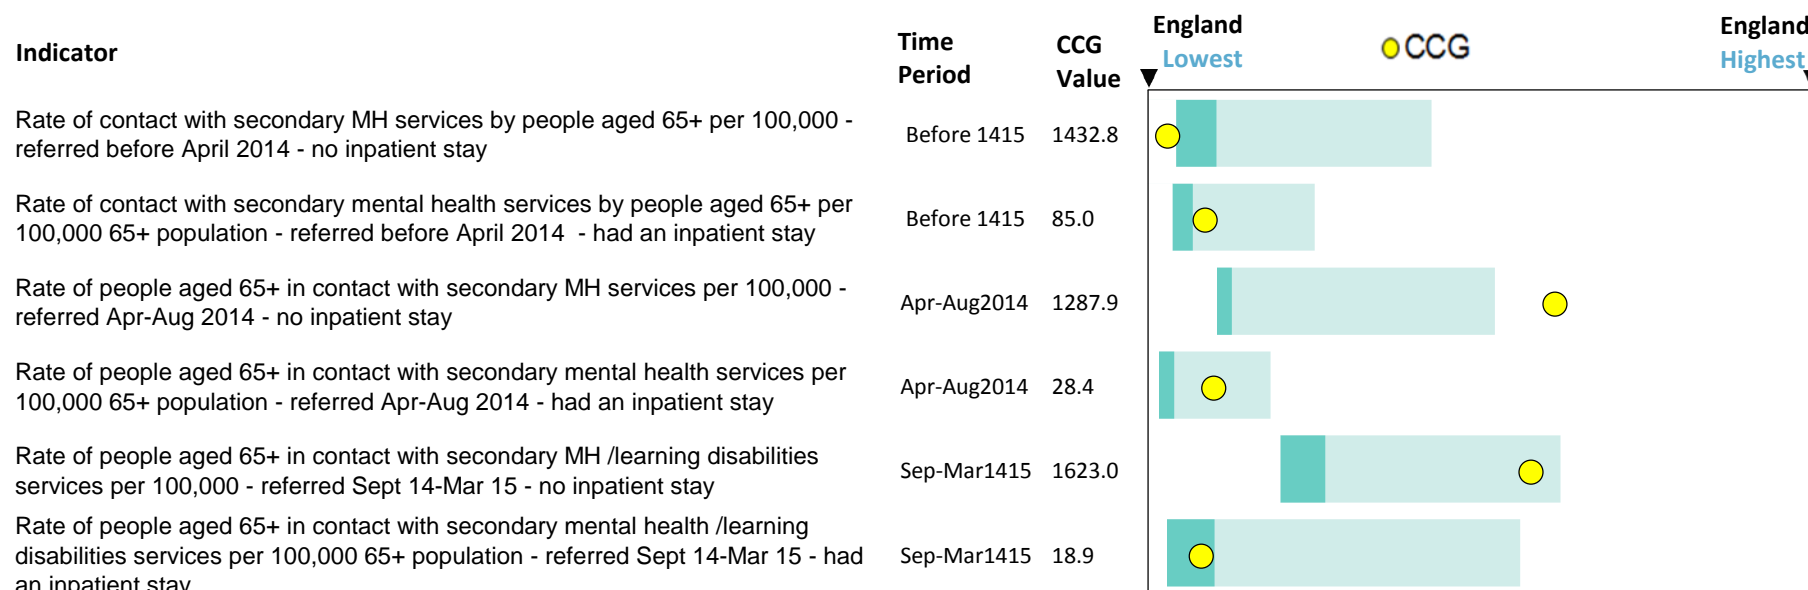 Indicator
Time
Period
CCG
Value
England
Lowest
CCG
England
Highest
Rate of contact with secondary MH services by people aged 65+ per 100,000 -
referred before April 2014 - no inpatient stay
Before 1415
1432.8
Rate of contact with secondary mental health services by people aged 65+ per
100,000 65+ population - referred before April 2014  - had an inpatient stay
Before 1415
85.0
Rate of people aged 65+ in contact with secondary MH services per 100,000 -
referred Apr-Aug 2014 - no inpatient stay
Apr-Aug2014
1287.9
Rate of people aged 65+ in contact with secondary mental health services per
100,000 65+ population - referred Apr-Aug 2014 - had an inpatient stay
Apr-Aug2014
28.4
Rate of people aged 65+ in contact with secondary MH /learning disabilities
services per 100,000 - referred Sept 14-Mar 15 - no inpatient stay
Sep-Mar1415
1623.0
Rate of people aged 65+ in contact with secondary mental health /learning
disabilities services per 100,000 65+ population - referred Sept 14-Mar 15 - had
an inpatient stay
Sep-Mar1415
18.9